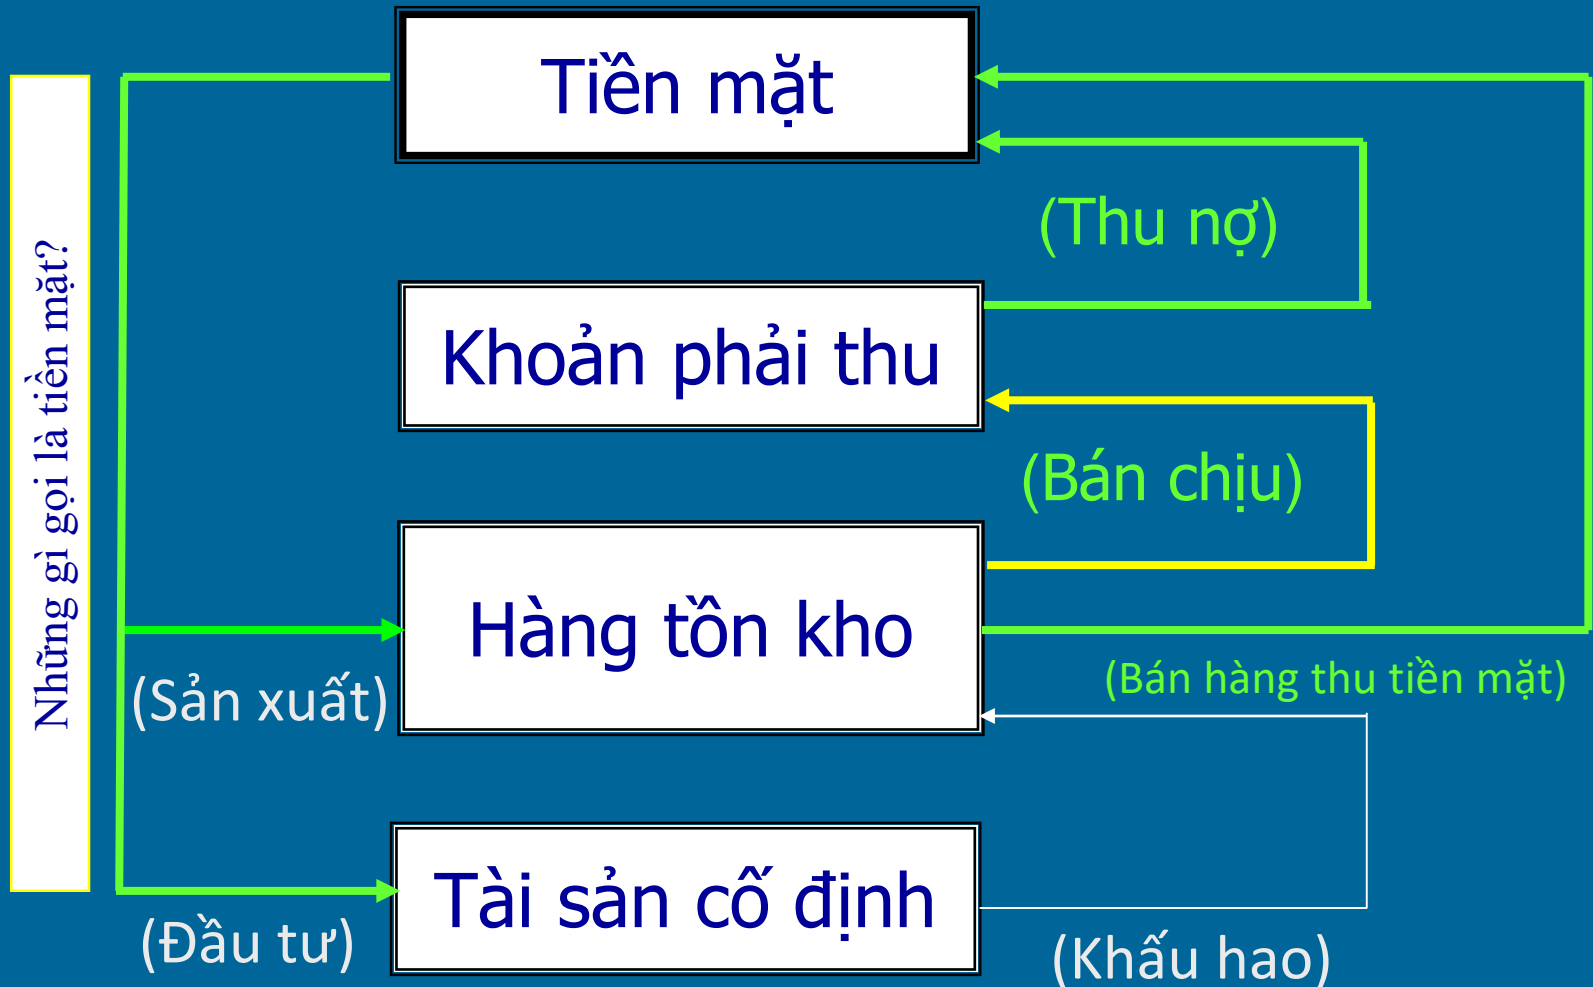 Tiền mặt
(Thu nợ)
Những gì gọi là tiền mặt?
Khoản phải thu
(Bán chịu)
Hàng tồn kho
(Sản xuất)
(Bán hàng thu tiền mặt)
Tài sản cố định
(Đầu tư)
(Khấu hao)